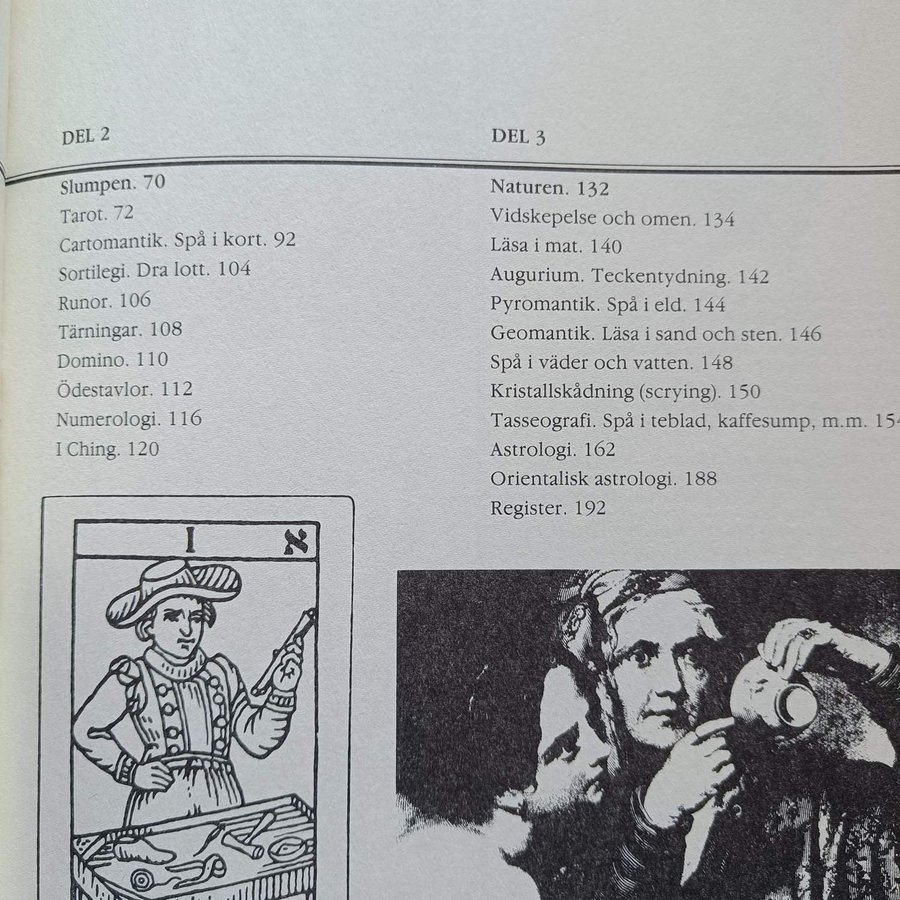 DEL 2
Slumpen. 70
Tarot. 72
Cartomantik. Spå i kort. 92
Sortilegi. Dra lott. 104
Runor. 106
Tärningar. 108
Domino. 110
Ödestavlor. 112
Numerologi. 116
I Ching. 120
DEL 3
Naturen. 132
Vidskepelse och omen. 134
Läsa i mat. 140
Augurium. Teckentydning. 142
Pyromantik. Spå i eld. 144
Geomantik. Läsa i sand och sten. 146
Spå i väder och vatten. 148
Kristallskådning (scrying). 150
Tasseografi. Spå i teblad, kaffesump, m.m.
Astrologi. 162
Orientalisk astrologi. 188
Register. 192
I א